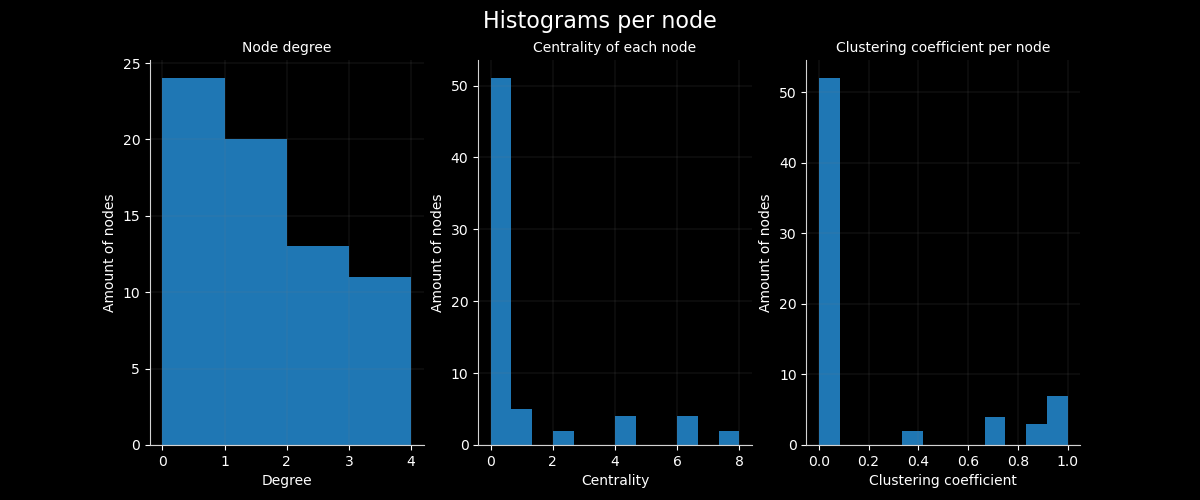 Histograms per node
Node degree
Amount of nodes
25
20
15
10
5
0
0 1 2 3 4
Degree
Centrality of each node
Amount of nodes
50
40
30
20
10
0
0 2 4 6 8
Centrality
Clustering coefficient per node
Amount of nodes
50
40
30
20
10
0
0.0 0.2 0.4 0.6 0.8 1.0
Clustering coefficient